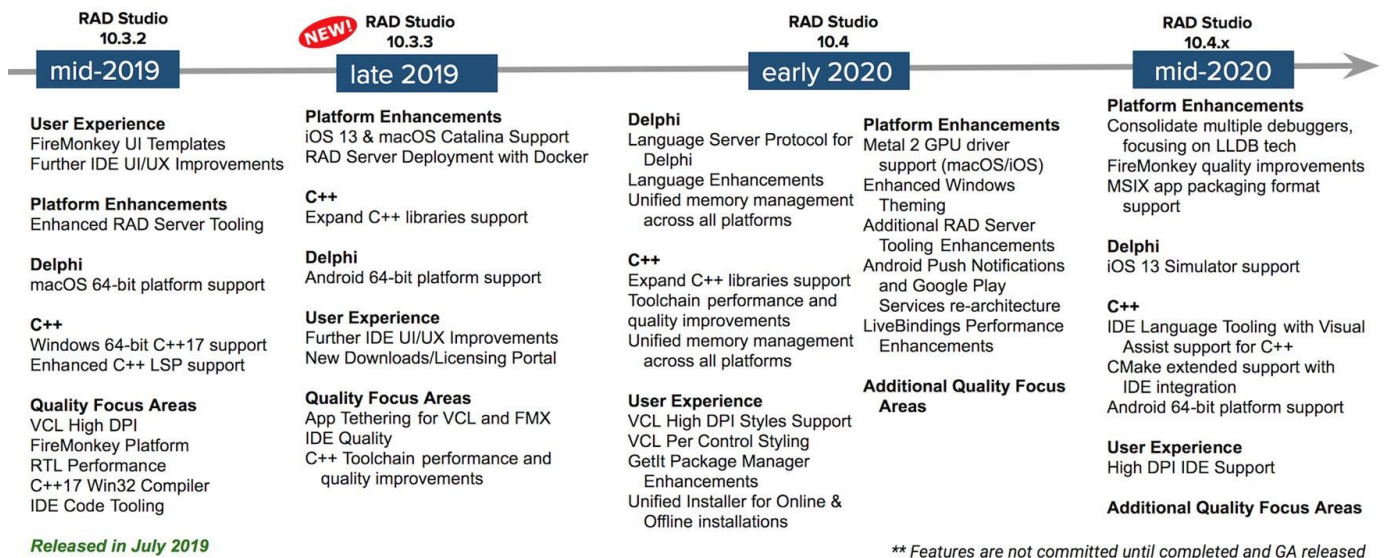 RAD Studio
10.3.2
mid-2019
User Experience
FireMonkey UI Templates
Further IDE UI/UX Improvements
Platform Enhancements
Enhanced RAD Server Tooling
Delphi
macOS 64-bit platform support
C++
Windows 64-bit C++17 support
Enhanced C++ LSP support
Quality Focus Areas
VCL High DPI
FireMonkey Platform
RTL Performance
C++17 Win32 Compiler
IDE Code Tooling
Released in July 2019
NEW!
RAD Studio
10.3.3
late 2019
Platform Enhancements
iOS 13 & macOS Catalina Support
RAD Server Deployment with Docker
C++
Expand C++ libraries support
Delphi
Android 64-bit platform support
User Experience
Further IDE UI/UX Improvements
New Downloads/Licensing Portal
Quality Focus Areas
App Tethering for VCL and FMX
IDE Quality
C++ Toolchain performance and
quality improvements
RAD Studio
10.4
early 2020
Delphi
Language Server Protocol for
Delphi
Language Enhancements
Unified memory management
across all platforms
C++
Expand C++ libraries support
Toolchain performance and
quality improvements
Unified memory management
across all platforms
User Experience
VCL High DPI Styles Support
VCL Per Control Styling
GetIt Package Manager
Enhancements
Unified Installer for Online &
Offline installations
Platform Enhancements
Metal 2 GPU driver
support (macOS/iOS)
Enhanced Windows
Theming
Additional RAD Server
Tooling Enhancements
Android Push Notifications
and Google Play
Services re-architecture
LiveBindings Performance
Enhancements
Additional Quality Focus
Areas
RAD Studio
10.4.x
mid-2020
Platform Enhancements
Consolidate multiple debuggers,
focusing on LLDB tech
FireMonkey quality improvements
MSIX app packaging format
support
Delphi
iOS 13 Simulator support
C++
IDE Language Tooling with Visual
Assist support for C++
CMake extended support with
IDE integration
Android 64-bit platform support
User Experience
High DPI IDE Support
Additional Quality Focus Areas
** Features are not committed until completed and GA released